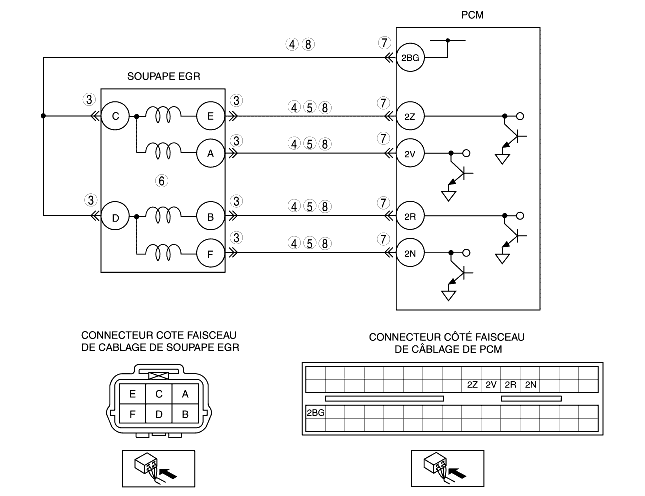 PCM
4 8 7 2BG
SOUPAPE EGR
3 C E 3 4 5 8 7 2Z
A 3 4 5 8 7 2V
6
3 D B 3 4 5 8 7 2R
F 3 4 5 8 7 2N
CONNECTEUR COTE FAISCEAU
DE CABLAGE DE SOUPAPE EGR
E C A
F D B
CONNECTEUR CÔTÉ FAISCEAU
DE CÂBLAGE DE PCM
2Z 2V 2R 2N
2BG